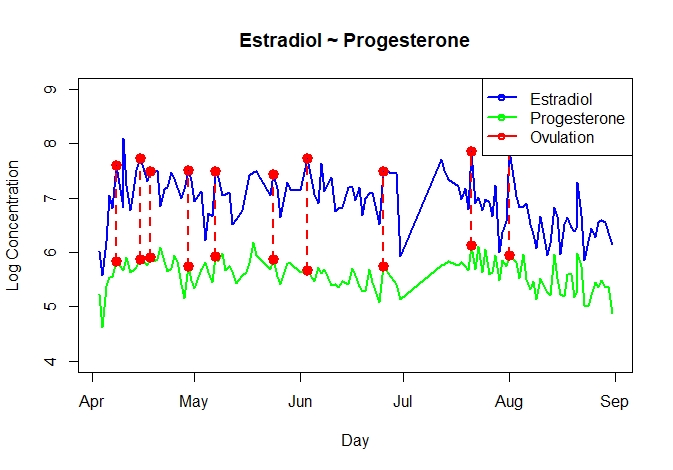 Estradiol ~ Progesterone
Estradiol
Progesterone
Ovulation
Log Concentration
9
8
7
6
5
4
Apr May Jun Jul Aug Sep
Day